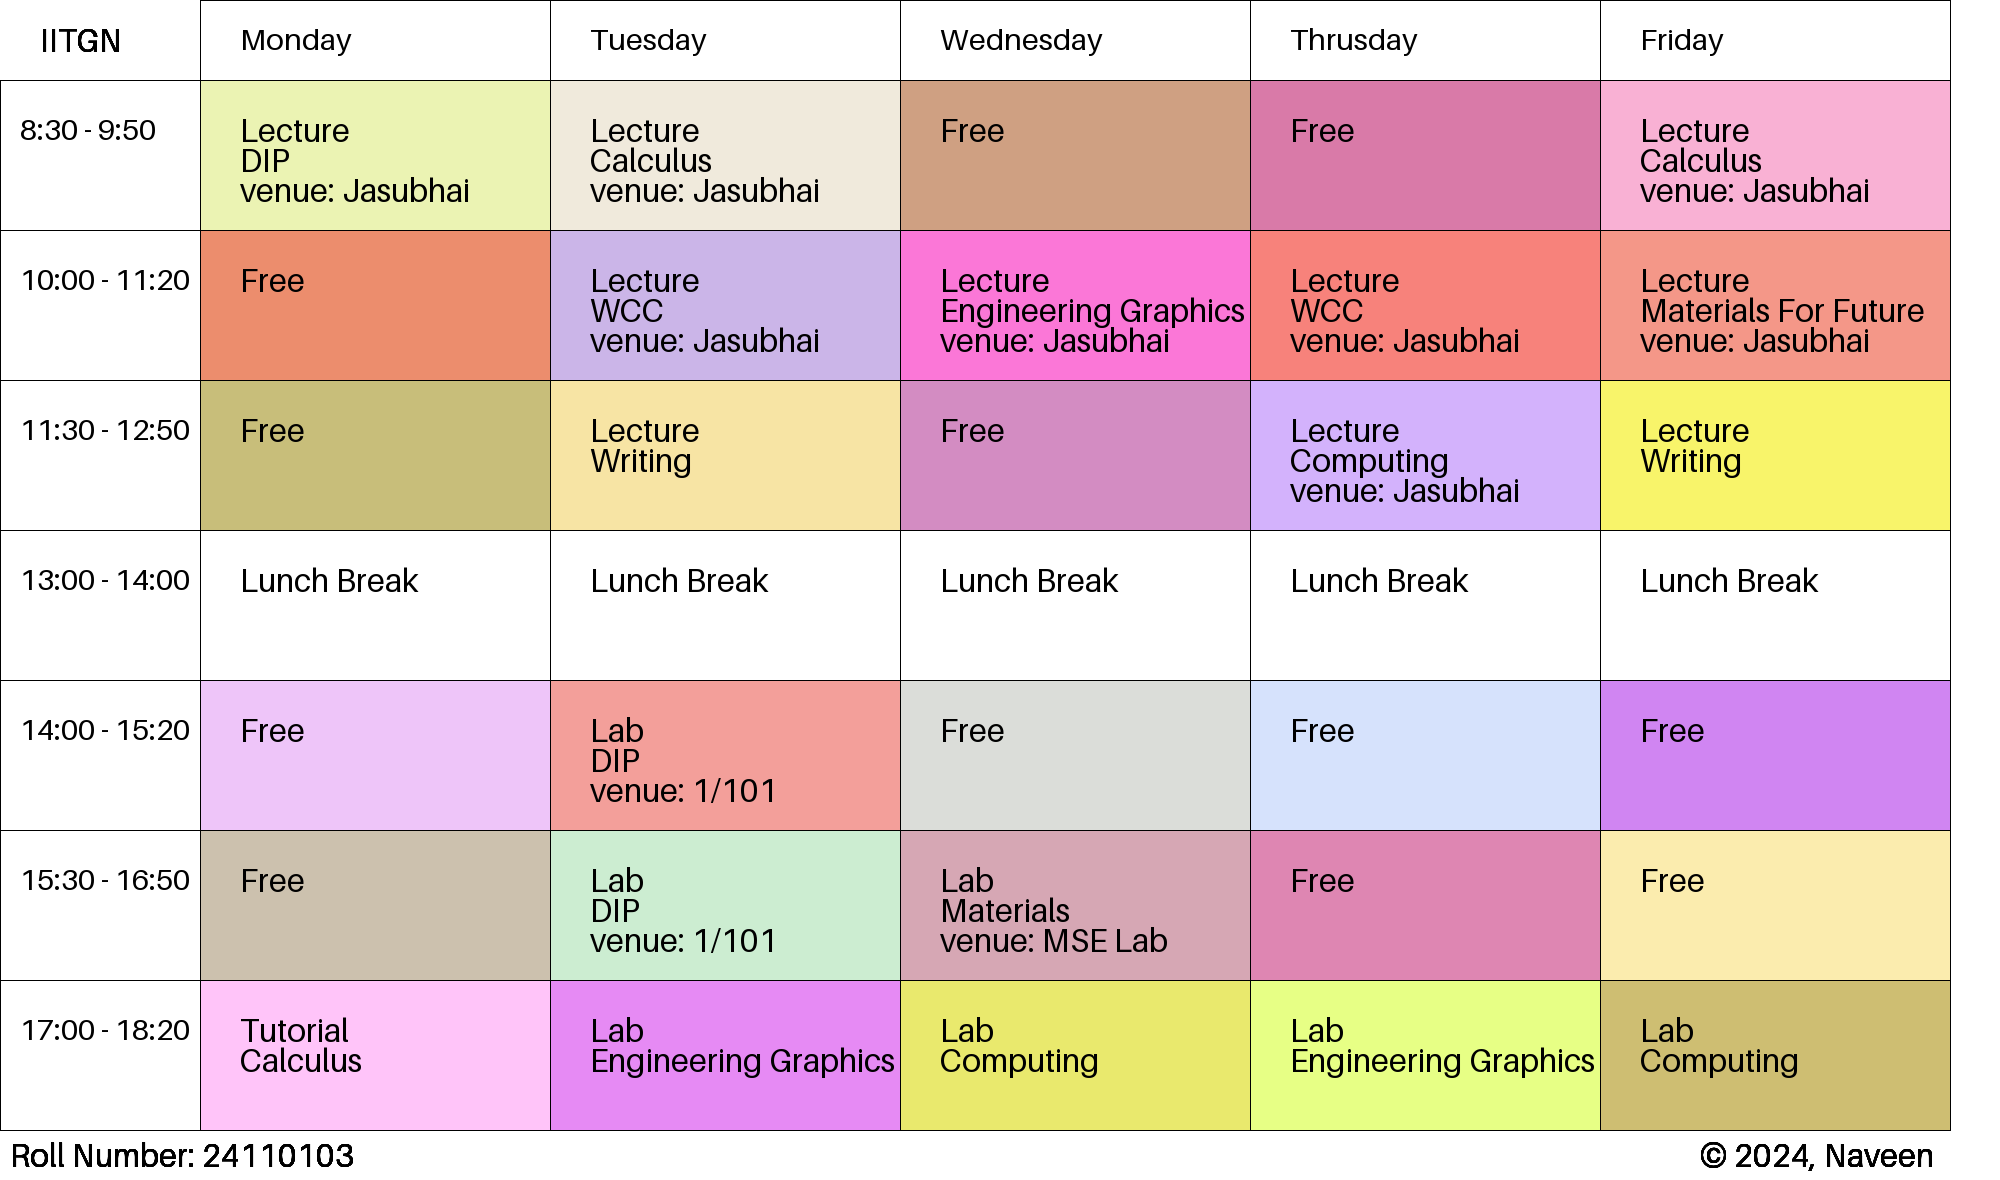 IITGN
Monday
Tuesday
Wednesday
Thrusday
Friday
8:30 - 9:50
Lecture
DIP
venue: Jasubhai
Lecture
Calculus
venue: Jasubhai
Free
Free
Lecture
Calculus
venue: Jasubhai
10:00 - 11:20
Free
Lecture
WCC
venue: Jasubhai
Lecture
Engineering Graphics
venue: Jasubhai
Lecture
WCC
venue: Jasubhai
Lecture
Materials For Future
venue: Jasubhai
11:30 - 12:50
Free
Lecture
Writing
Free
Lecture
Computing
venue: Jasubhai
Lecture
Writing
13:00 - 14:00
Lunch Break
Lunch Break
Lunch Break
Lunch Break
Lunch Break
14:00 - 15:20
Free
Lab
DIP
venue: 1/101
Free
Free
Free
15:30 - 16:50
Free
Lab
DIP
venue: 1/101
Lab
Materials
venue: MSE Lab
Free
Free
17:00 - 18:20
Tutorial
Calculus
Lab
Engineering Graphics
Lab
Computing
Lab
Engineering Graphics
Lab
Computing
Roll Number: 24110103
© 2024, Naveen